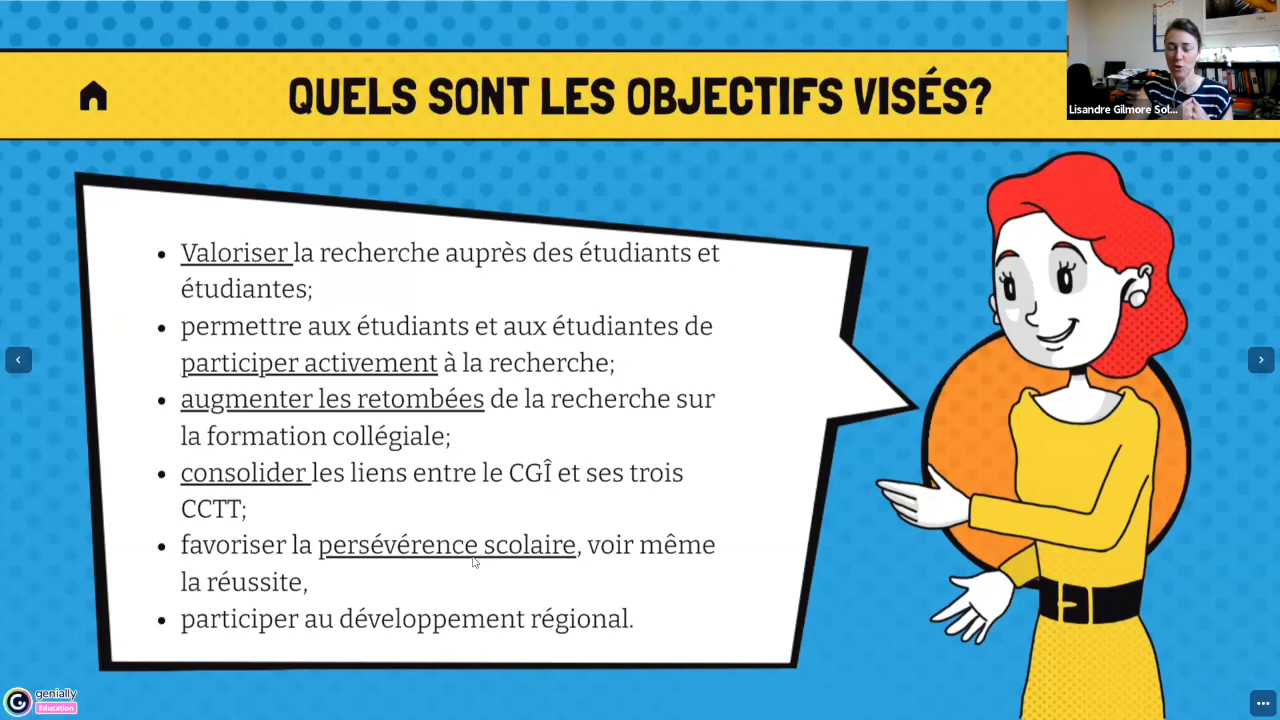 QUELS SONT LES OBJECTIFS VISÉS?
Lisandre Gilmore Sol...
• Valoriser la recherche auprès des étudiants et
étudiantes;
• permettre aux étudiants et aux étudiantes de
participer activement à la recherche;
• augmenter les retombées de la recherche sur
la formation collégiale;
• consolider les liens entre le CGÎ et ses trois
CCTT;
• favoriser la persévérence scolaire, voir même
la réussite,
• participer au développement régional.
genially
Education